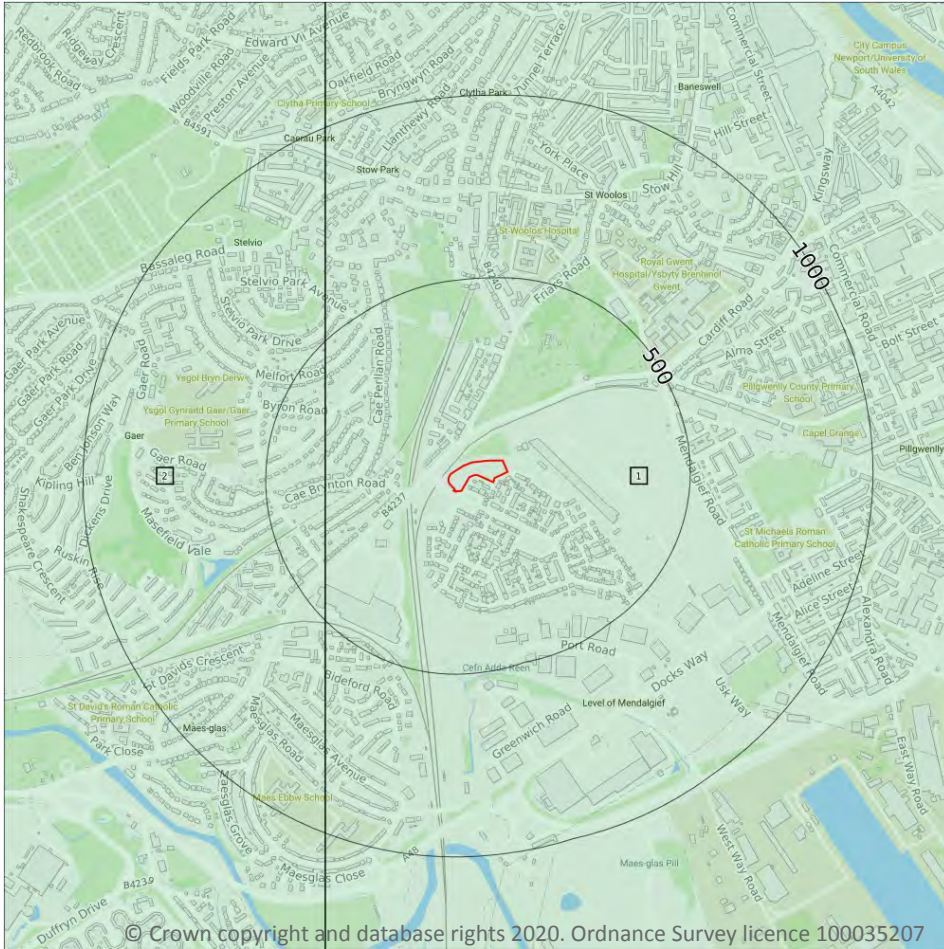 Redbrook Road
Ridgeway Crescent
Fields Park Road
Woodville Road
Preston Avenue
Edward VII Avenue
Oakfield Road
Bryngwyn Road
Llanthewy Road
Clytha Primary School
Clytha Park
Commercial Street
Baneswell
Hill Street
City Campus
Newport/University of
South Wales
A4042
Kingsway
B4591
Caerau Park
Stow Park
York Place
Stow Hill
St Woolos
St Woolos Hospital
Royal Gwent
Hospital/Ysbyty Brenhinol
Gwent
B4240
Friars Road
Cardiff Road
1000
500
Commercial Road
Bolt Street
Alma Street
Stelvio
Bassaleg Road
Stelvio Park Avenue
Stelvio Park Drive
Gaer Park Avenue
Gaer Park Road
Gaer Park Drive
Gaer Road
Melfort Road
Cae Perllan Road
Byron Road
Ysgol Bryn Derw
Ysgol Gynradd Gaer/Gaer
Primary School
Gaer
Gaer Road
Ben Jonson Way
Kipling Hill
Dickens Drive
Masefield Vale
Shakespeare Crescent
Ruskin Rise
2
Cae Brynton Road
B4237
1
Mendalgief Road
Pillgwenlly County Primary
School
Capel Grange
Pillgwenlly
St Michaels Roman
Catholic Primary School
Adeline Street
Alice Street
Mendalgief Road
Alexandra Road
Port Road
Docks Way
Usk Way
Cefn Adda Reen
Level of Mendalgief
Greenwich Road
St Davids Crescent
Bideford Road
St David's Roman Catholic
Primary School
Maes-glas
Park Close
Maesglas Road
Maesglas Avenue
Maesglas Grove
Maes Ebbw School
Maesglas Close
A48
B4239
Duffryn Drive
Maes-glas Pill
West Way Road
East Way Road
© Crown copyright and database rights 2020. Ordnance Survey licence 100035207